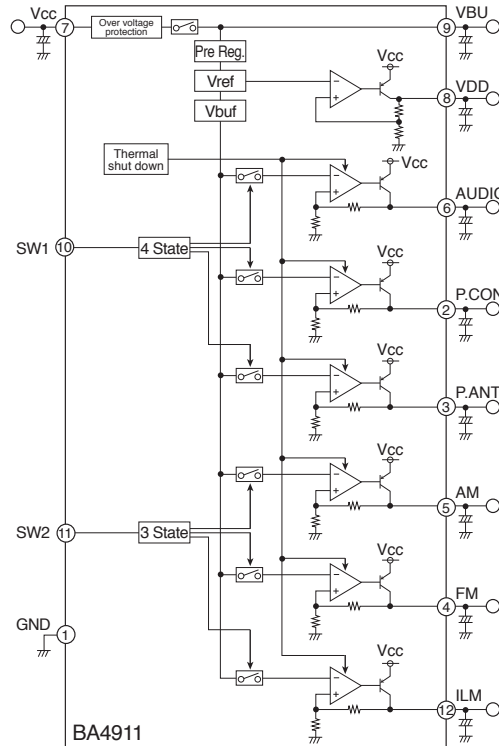 Vcc
7
Over voltage
protection
9
VBU
Pre Reg.
Vref
Vbuf
Vcc
−
+
8
VDD
Thermal
shut down
Vcc
−
+
6
AUDIO
SW1
10
4 State
Vcc
−
+
2
P.CON
Vcc
−
+
3
P.ANT
Vcc
−
+
5
AM
SW2
11
3 State
Vcc
−
+
4
FM
GND
1
Vcc
−
+
12
ILM
BA4911